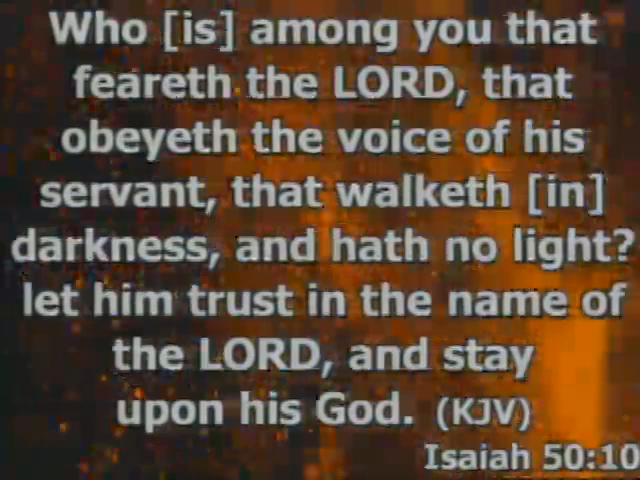 Who [is] among you that
feareth the LORD, that
obeyeth the voice of his
servant, that walketh [in]
darkness, and hath no light?
let him trust in the name of
the LORD, and stay
upon his God. (KJV)
Isaiah 50:10